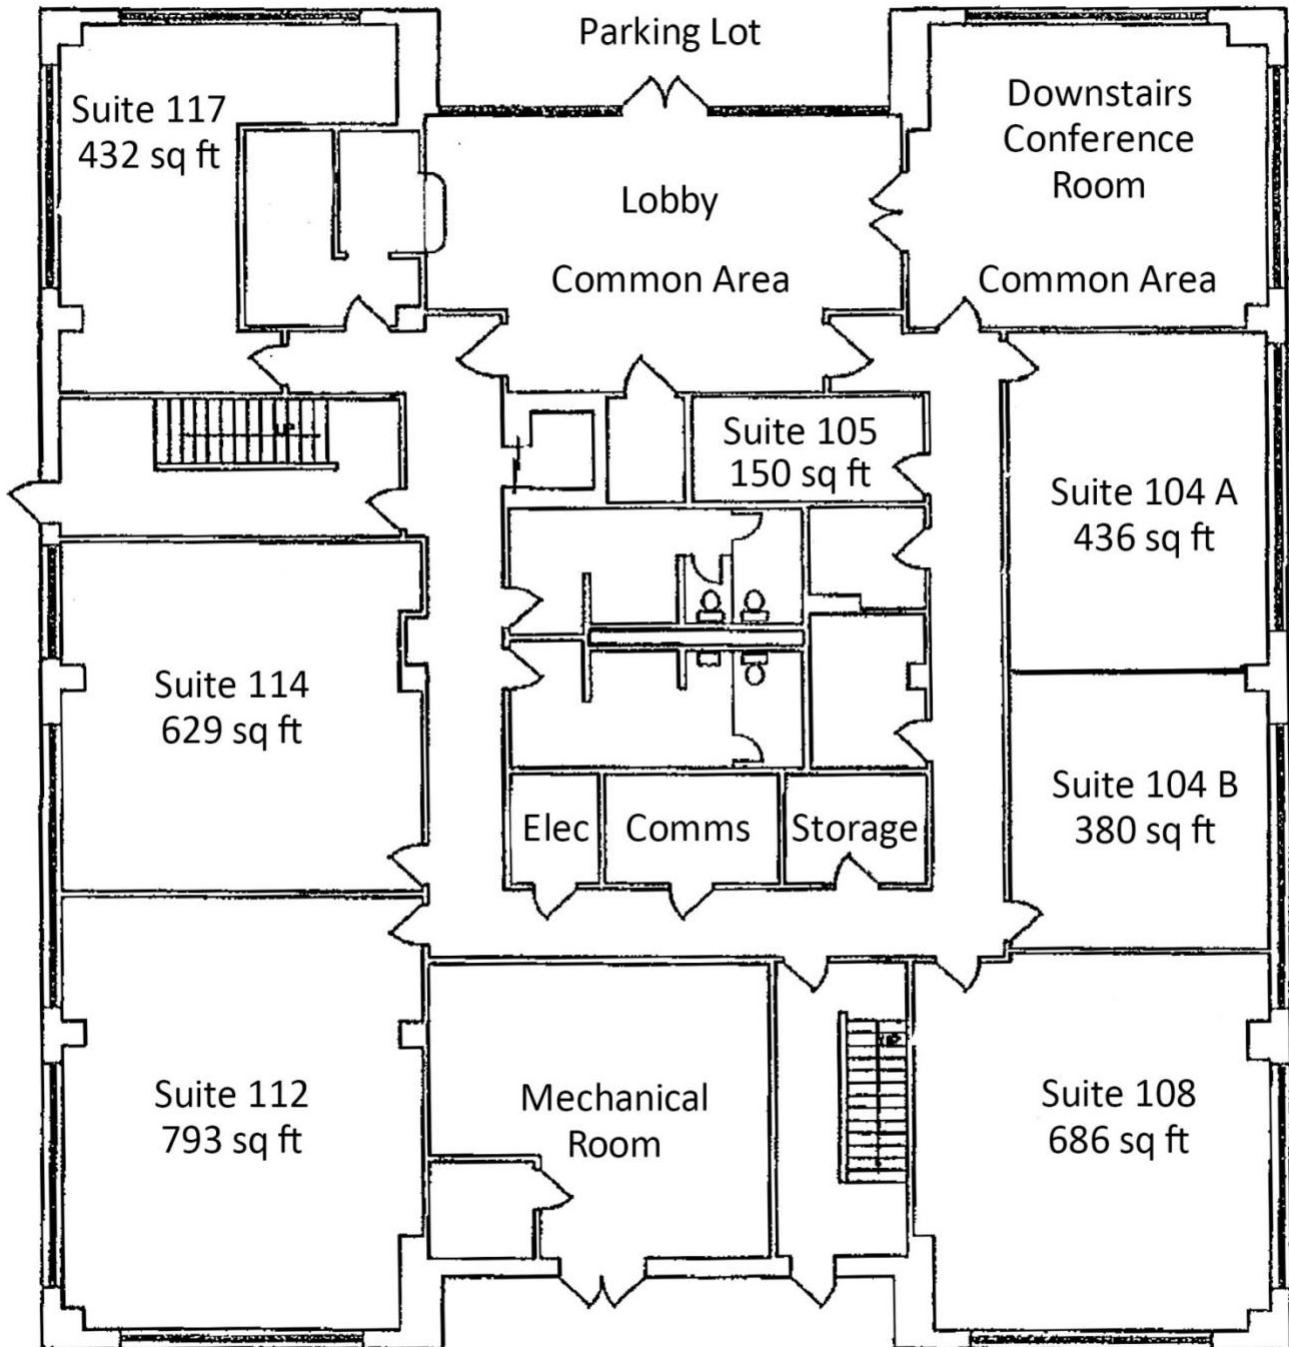 Parking Lot
Suite 117
432 sq ft
Downstairs
Conference
Room
Common Area
Lobby
Common Area
Suite 105
150 sq ft
Suite 104 A
436 sq ft
Suite 114
629 sq ft
Suite 104 B
380 sq ft
Elec
Comms
Storage
Suite 112
793 sq ft
Mechanical
Room
Suite 108
686 sq ft